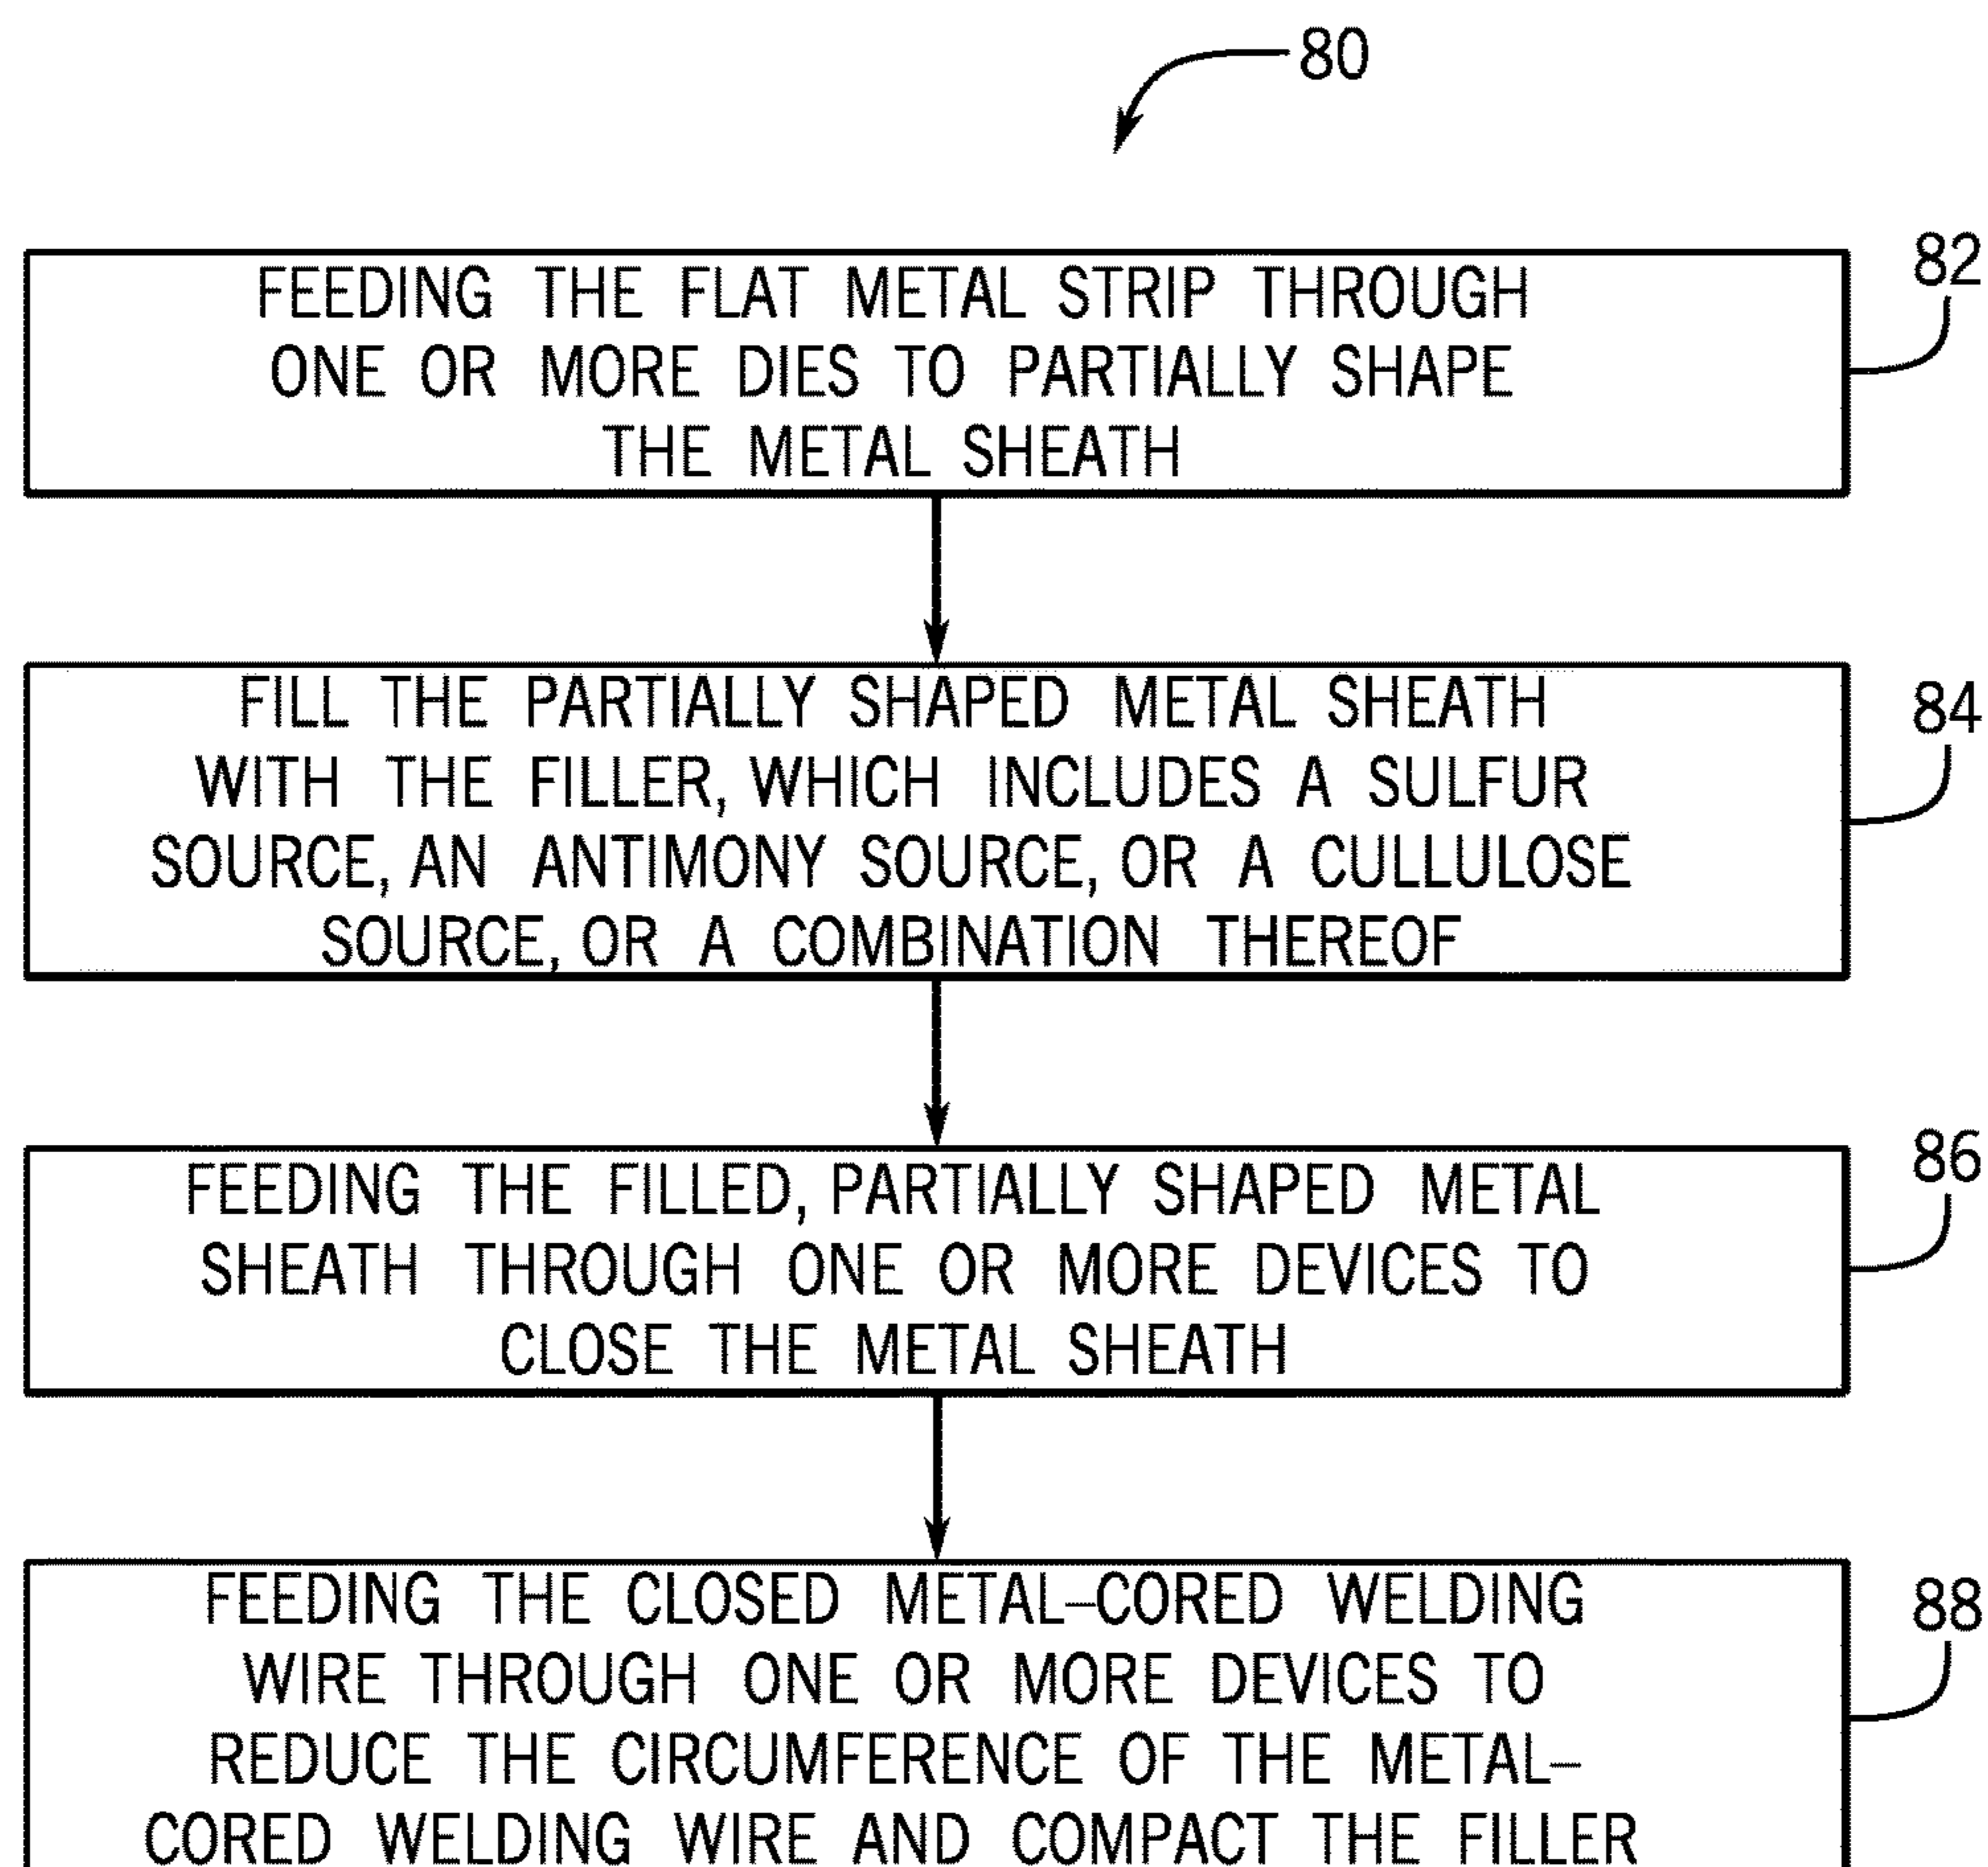 80
82
FEEDING THE FLAT METAL STRIP THROUGH
ONE OR MORE DIES TO PARTIALLY SHAPE
THE METAL SHEATH
84
FILL THE PARTIALLY SHAPED METAL SHEATH
WITH THE FILLER, WHICH INCLUDES A SULFUR
SOURCE, AN ANTIMONY SOURCE, OR A CULLULOSE
SOURCE, OR A COMBINATION THEREOF
86
FEEDING THE FILLED, PARTIALLY SHAPED METAL
SHEATH THROUGH ONE OR MORE DEVICES TO
CLOSE THE METAL SHEATH
88
FEEDING THE CLOSED METAL–CORED WELDING
WIRE THROUGH ONE OR MORE DEVICES TO
REDUCE THE CIRCUMFERENCE OF THE METAL–
CORED WELDING WIRE AND COMPACT THE FILLER